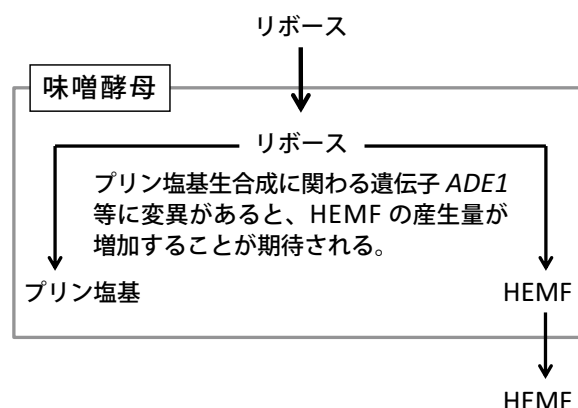 リボース
味噌酵母
リボース
プリン塩基生合成に関わる遺伝子 ADE1
等に変異があると、HEMF の産生量が
増加することが期待される。
プリン塩基
HEMF
HEMF